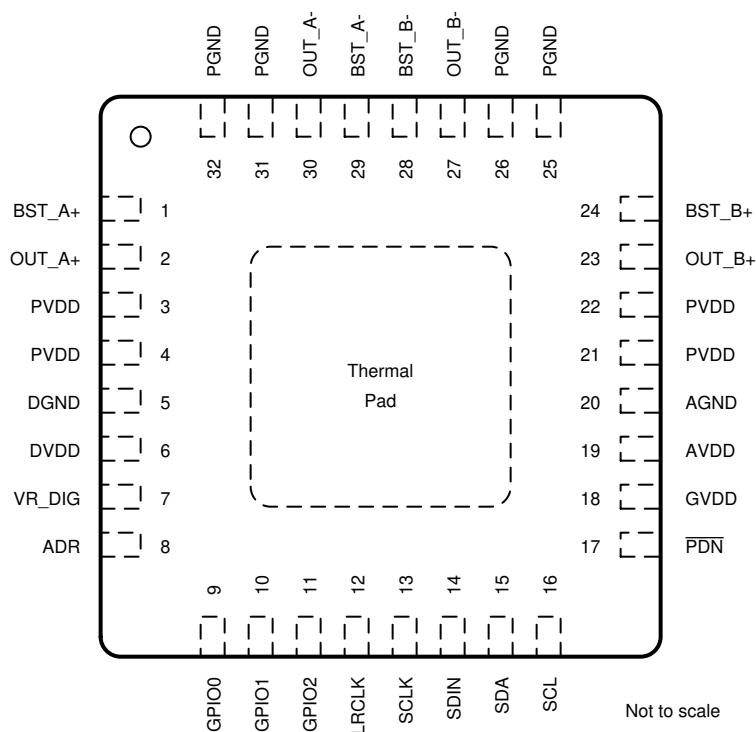 PGND
PGND
OUT_A-
BST_A-
BST_B-
OUT_B-
PGND
PGND
32
31
30
29
28
27
26
25
BST_A+ 1
OUT_A+ 2
PVDD 3
PVDD 4
DGND 5
DVDD 6
VR_DIG 7
ADR 8
Thermal
Pad
24 BST_B+
23 OUT_B+
22 PVDD
21 PVDD
20 AGND
19 AVDD
18 GVDD
17 PDN
9
10
11
12
13
14
15
16
GPIO0
GPIO1
GPIO2
LRCLK
SCLK
SDIN
SDA
SCL
Not to scale